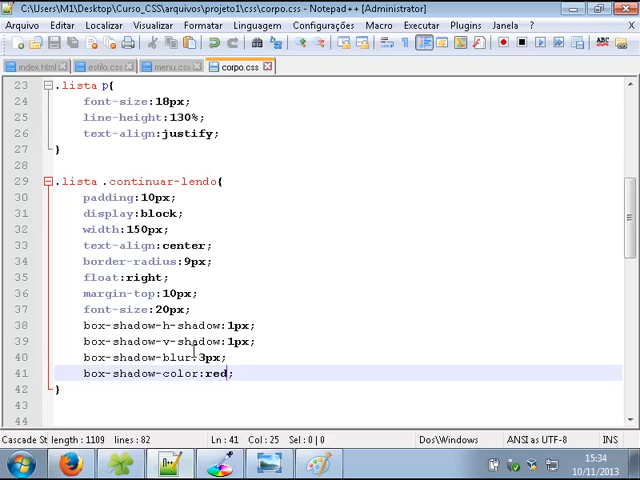 C:\Users\M1\Desktop\Curso_CSS\arquivos\projeto1\css\corpo.css - Notepad++ [Administrator]
Arquivo Editar Localizar Visualizar Formatar Linguagem Configurações Macro Executar Plugins Janela ? X
index.html estilo.css menu.css corpo.css
23 .lista p{
24 font-size:18px;
25 line-height:130%;
26 text-align:justify;
27 }
28
29 .lista .continuar-lendo{
30 padding:10px;
31 display:block;
32 width:150px;
33 text-align:center;
34 border-radius:9px;
35 float:right;
36 margin-top:10px;
37 font-size:20px;
38 box-shadow-h-shadow:1px;
39 box-shadow-v-shadow:1px;
40 box-shadow-blur:3px;
41 box-shadow-color:red;
42 }
43
44
Cascade St length : 1109 lines : 82 Ln : 41 Col : 25 Sel : 0 | 0 Dos\Windows ANSI as UTF-8 INS
15:34
10/11/2013